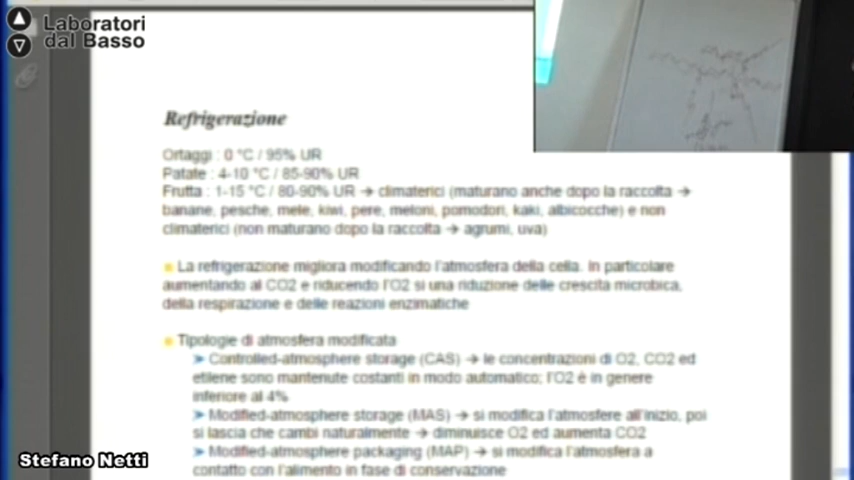 Laboratori
dal Basso
Refrigerazione
Ortaggi : 0 °C / 95% UR
Patate : 4-10 °C / 85-90% UR
Frutta : 1-15 °C / 80-90% UR → climaterici (maturano anche dopo la raccolta →
banane, pesche, mele, kiwi, pere, meloni, pomodori, kaki, albicocche) e non
climaterici (non maturano dopo la raccolta → agrumi, uva)
La refrigerazione migliora modificando l'atmosfera della cella. In particolare
aumentando al CO2 e riducendo l'O2 si una riduzione delle crescita microbica,
della respirazione e delle reazioni enzimatiche
Tipologie di atmosfera modificata
➤ Controlled-atmosphere storage (CAS) → le concentrazioni di O2, CO2 ed
etilene sono mantenute costanti in modo automatico; l'O2 è in genere
inferiore al 4%
➤ Modified-atmosphere storage (MAS) → si modifica l'atmosfere all'inizio, poi
si lascia che cambi naturalmente → diminuisce O2 ed aumenta CO2
➤ Modified-atmosphere packaging (MAP) → si modifica l'atmosfera a
contatto con l'alimento in fase di conservazione
Stefano Netti